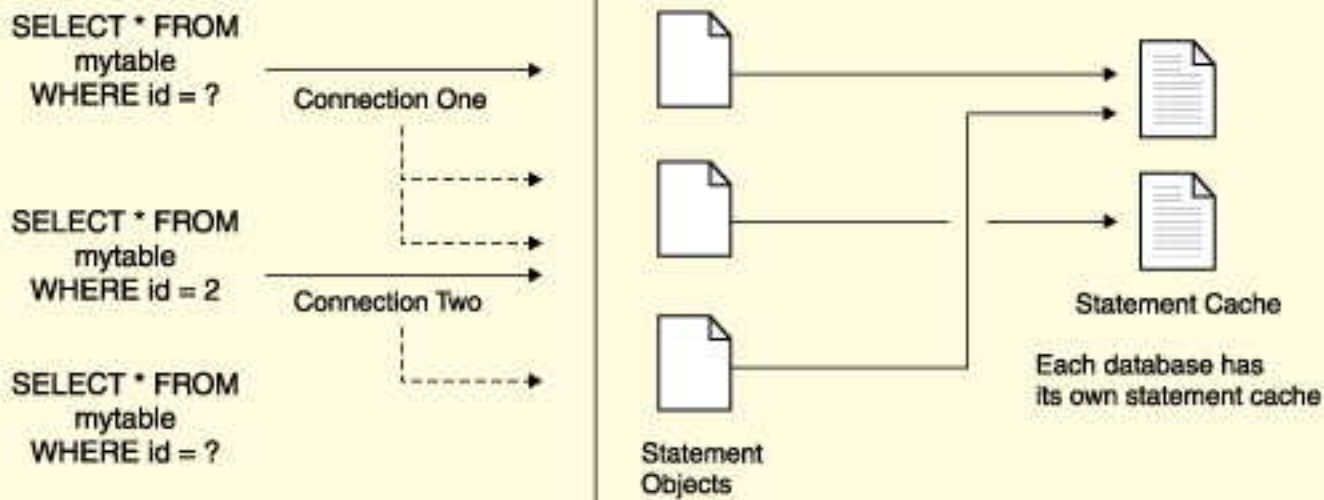 SELECT * FROM
mytable
WHERE id = ?
Connection One
SELECT * FROM
mytable
WHERE id = 2
Connection Two
SELECT * FROM
mytable
WHERE id = ?
Statement
Objects
Statement Cache
Each database has
its own statement cache